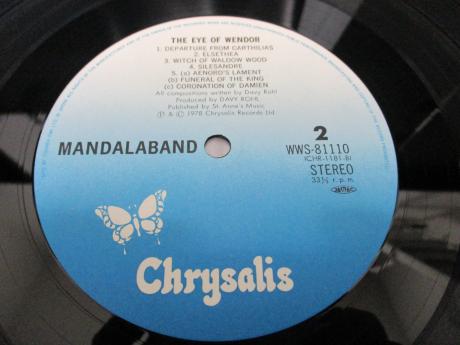 THE EYE OF WENDOR
1. DEPARTURE FROM CARTHILIAS
2. ELSETHEA
3. WITCH OF WALDOW WOOD
4. SILESANDRE
5. (a) AENORD'S LAMENT
(b) FUNERAL OF THE KING
(c) CORONATION OF DAMIEN
All compositions written by Davy Rohl
Produced by DAVY ROHL
Published by St. Anne's Music
Ⓟ & © 1978 Chrysalis Records Ltd
MANDALABAND
2
WWS-81110
(CHR-1181-B)
STEREO
33⅓ r.p.m.
Chrysalis